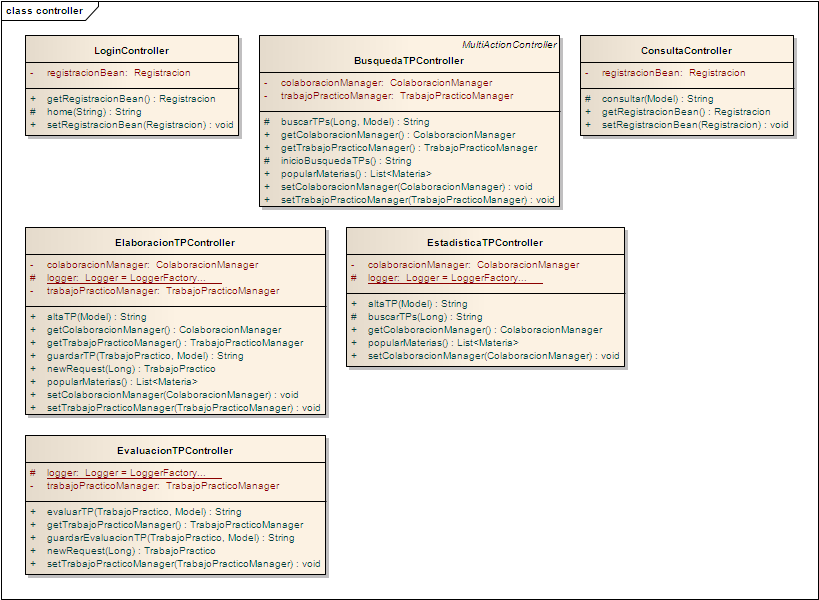 class controller
LoginController
- registracionBean: Registracion
+ getRegistracionBean() : Registracion
# home(String) : String
+ setRegistracionBean(Registracion) : void
MultiActionController
BusquedaTPController
- colaboracionManager: ColaboracionManager
- trabajoPracticoManager: TrabajoPracticoManager
# buscarTPs(Long, Model) : String
+ getColaboracionManager() : ColaboracionManager
+ getTrabajoPracticoManager() : TrabajoPracticoManager
# inicioBusquedaTPs() : String
+ popularMaterias() : List<Materia>
+ setColaboracionManager(ColaboracionManager) : void
+ setTrabajoPracticoManager(TrabajoPracticoManager) : void
ConsultaController
- registracionBean: Registracion
# consultar(Model) : String
+ getRegistracionBean() : Registracion
+ setRegistracionBean(Registracion) : void
ElaboracionTPController
- colaboracionManager: ColaboracionManager
# logger: Logger = LoggerFactory...
- trabajoPracticoManager: TrabajoPracticoManager
+ altaTP(Model) : String
+ getColaboracionManager() : ColaboracionManager
+ getTrabajoPracticoManager() : TrabajoPracticoManager
+ guardarTP(TrabajoPractico, Model) : String
+ newRequest(Long) : TrabajoPractico
+ popularMaterias() : List<Materia>
+ setColaboracionManager(ColaboracionManager) : void
+ setTrabajoPracticoManager(TrabajoPracticoManager) : void
EstadisticaTPController
- colaboracionManager: ColaboracionManager
# logger: Logger = LoggerFactory...
+ altaTP(Model) : String
# buscarTPs(Long) : String
+ getColaboracionManager() : ColaboracionManager
+ popularMaterias() : List<Materia>
+ setColaboracionManager(ColaboracionManager) : void
EvaluacionTPController
# logger: Logger = LoggerFactory...
- trabajoPracticoManager: TrabajoPracticoManager
+ evaluarTP(TrabajoPractico, Model) : String
+ getTrabajoPracticoManager() : TrabajoPracticoManager
+ guardarEvaluacionTP(TrabajoPractico, Model) : String
+ newRequest(Long) : TrabajoPractico
+ setTrabajoPracticoManager(TrabajoPracticoManager) : void